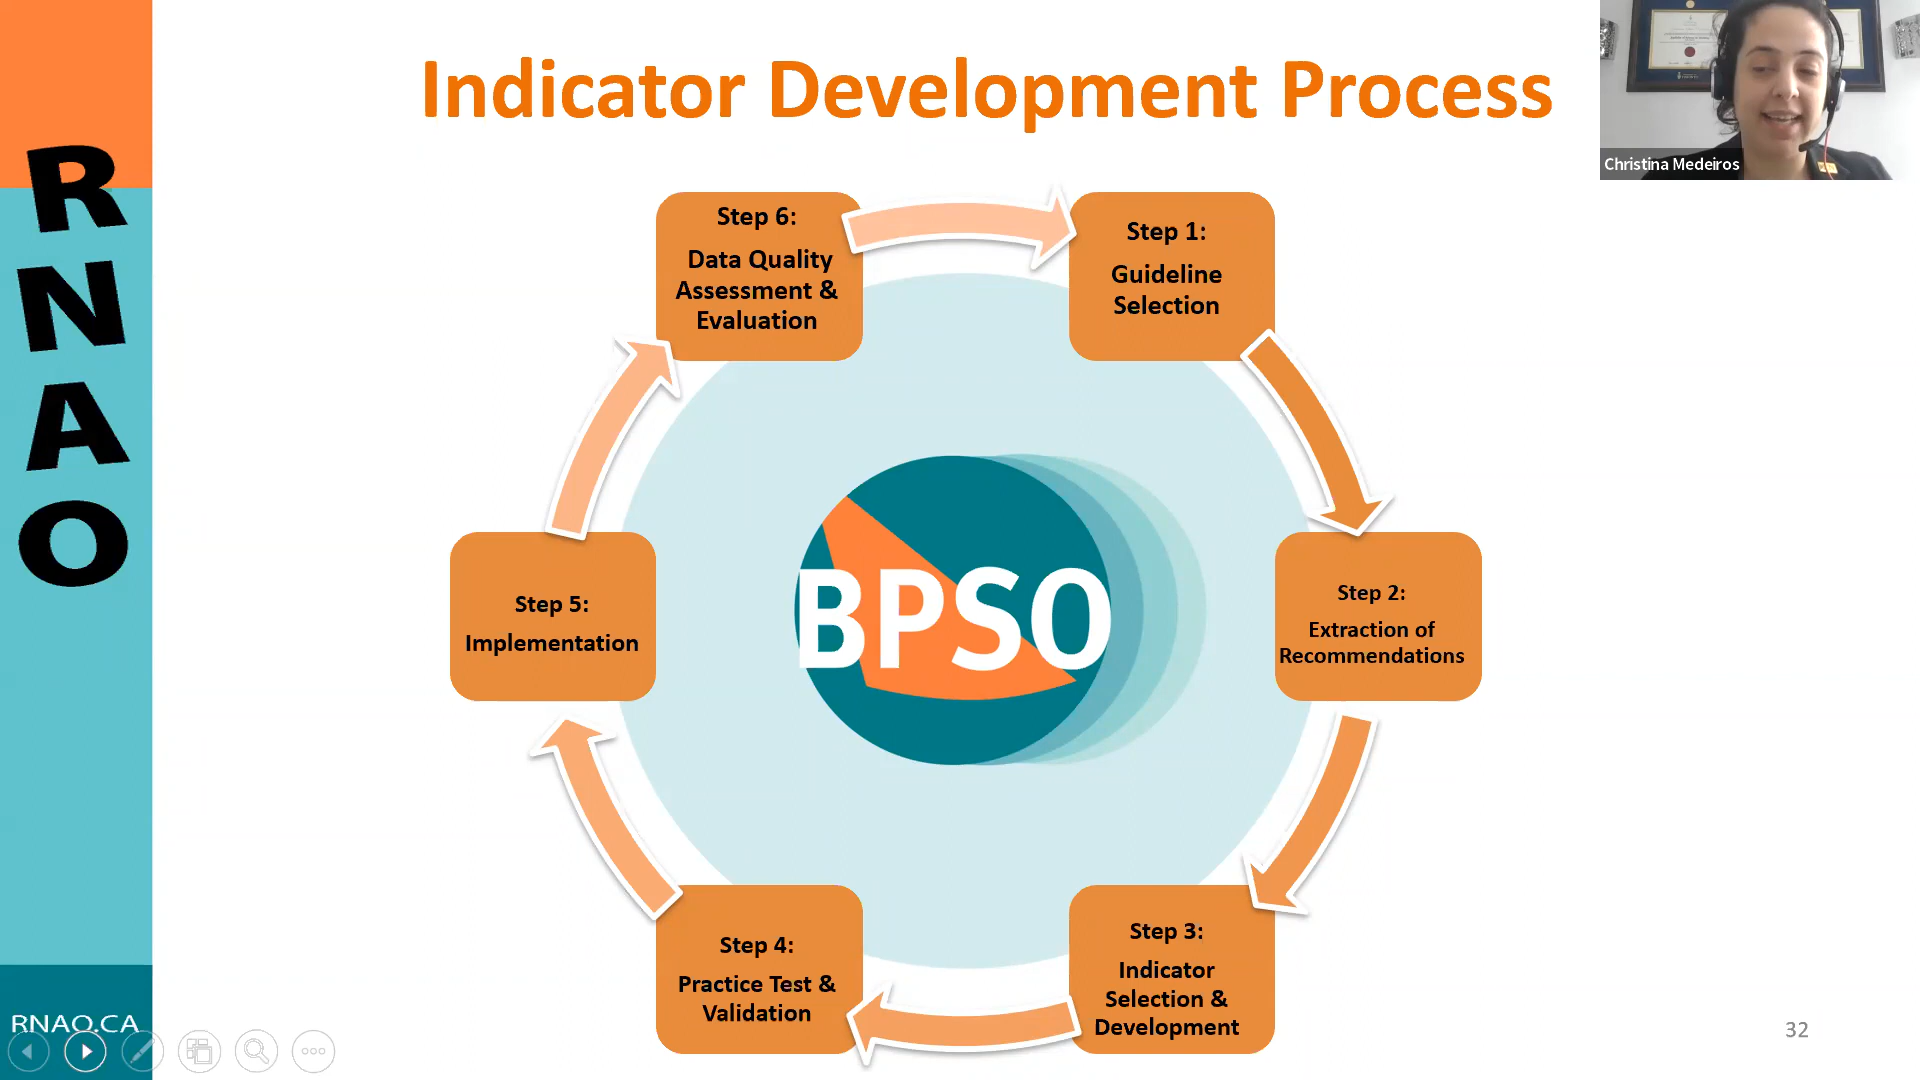 Indicator Development Process
Christina Medeiros
R
N
A
O
Step 6:
Data Quality
Assessment &
Evaluation
Step 1:
Guideline
Selection
Step 5:
Implementation
BPSO
Step 2:
Extraction of
Recommendations
Step 4:
Practice Test &
Validation
Step 3:
Indicator
Selection &
Development
RNAO.CA
32